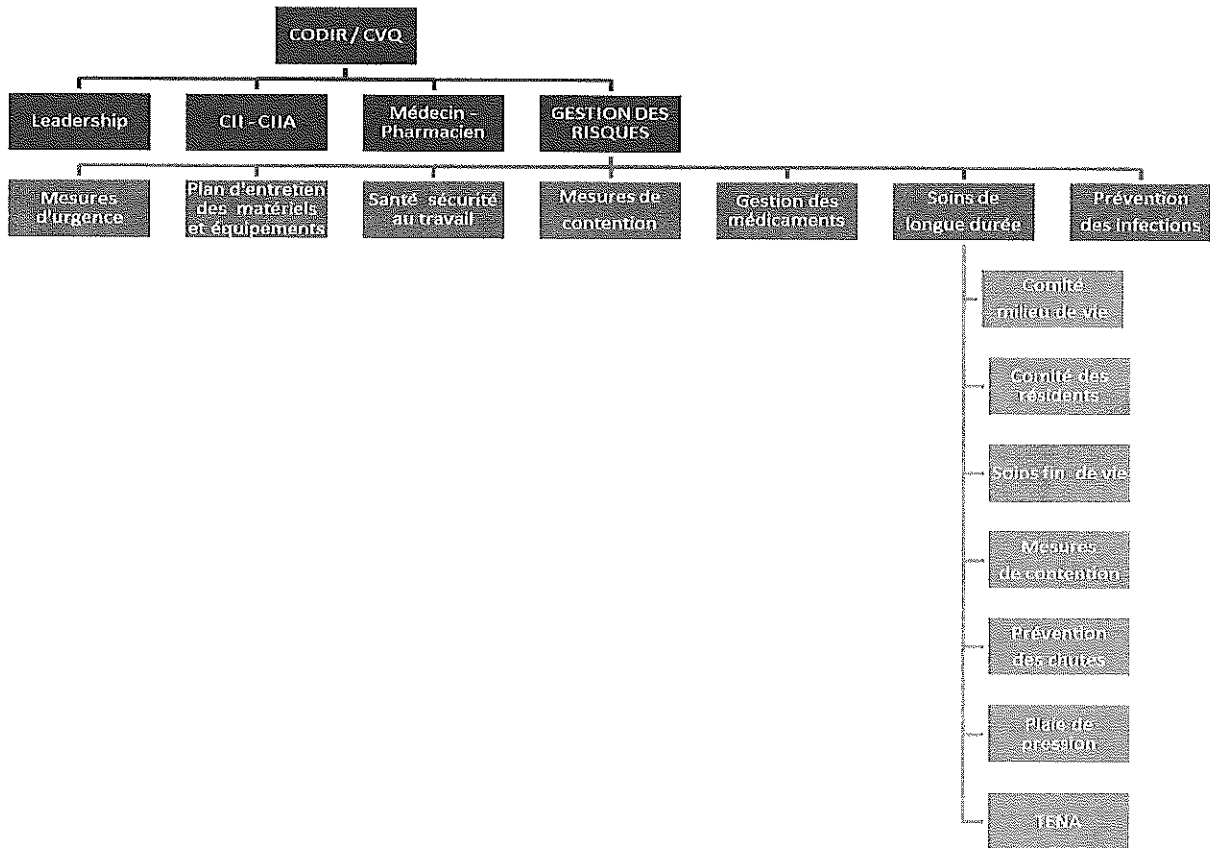 CODIR / CVQ
Leadership
CII - CIIA
Médecin -
Pharmacien
GESTION DES
RISQUES
Mesures
d'urgence
Plan d'entretien
des matériels
et équipements
Santé sécurité
au travail
Mesures de
contention
Gestion des
médicaments
Soins de
longue durée
Prévention
des infections
Comité
milieu de vie
Comité des
résidents
Soins fin de vie
Mesures
de contention
Prévention
des chutes
Plaie de
pression
TENA